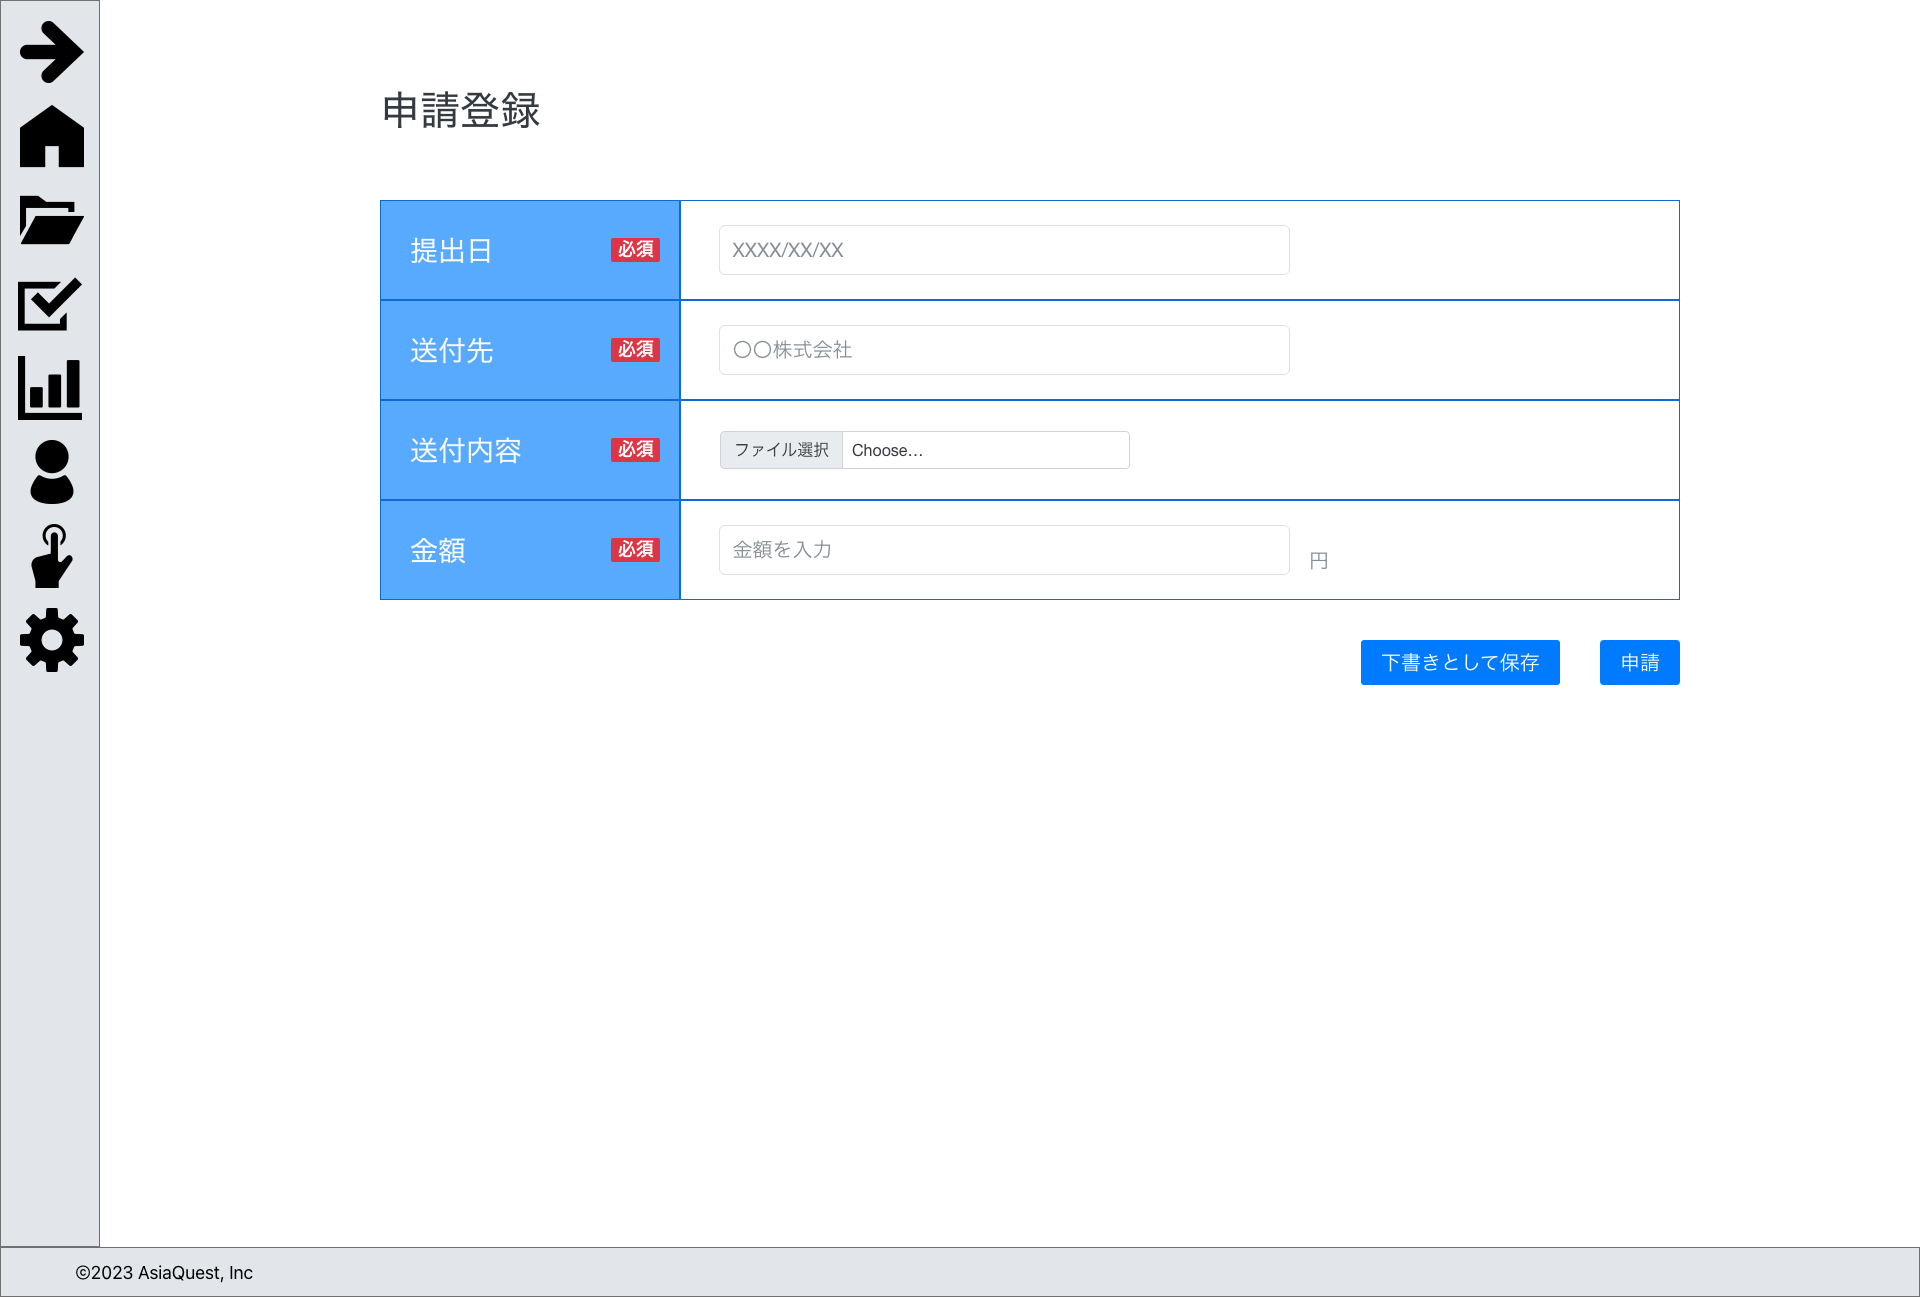 申請登録
提出日 必須 XXXX/XX/XX
送付先 必須 〇〇株式会社
送付内容 必須 ファイル選択 Choose...
金額 必須 金額を入力 円
下書きとして保存 申請
©2023 AsiaQuest, Inc